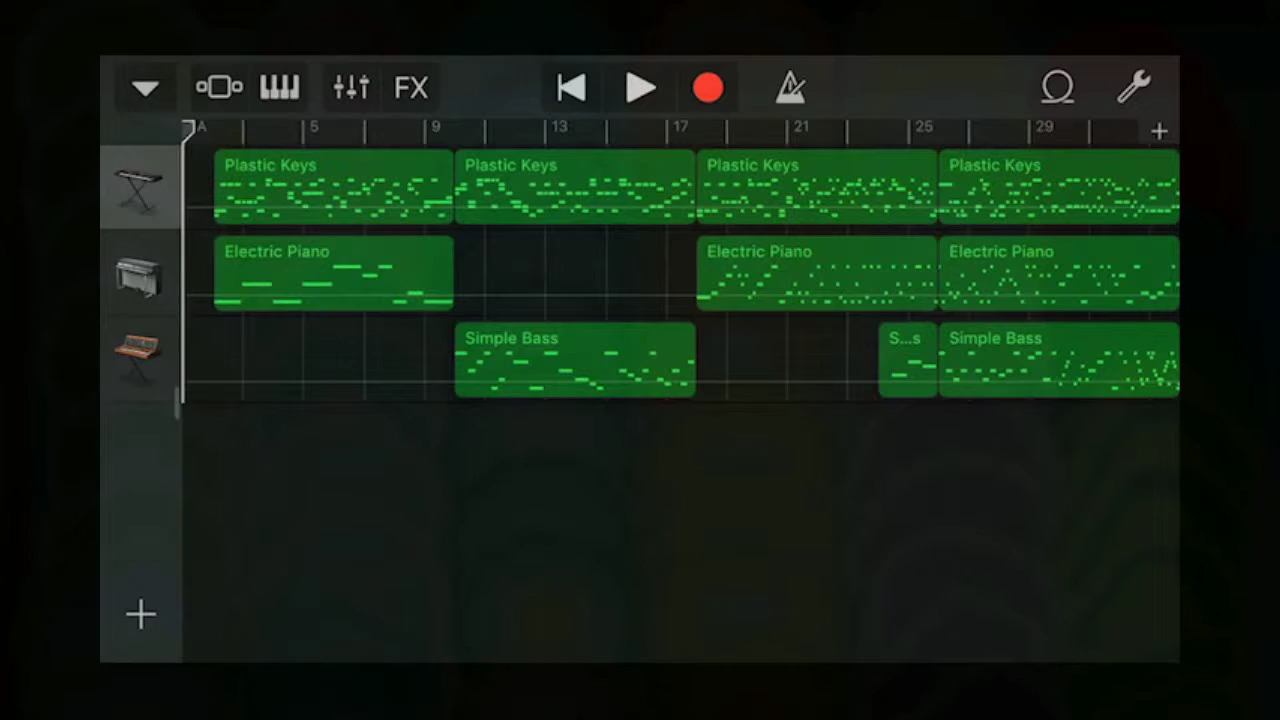 FX
A 5 9 13 17 21 25 29 +
Plastic Keys Plastic Keys Plastic Keys Plastic Keys
Electric Piano Electric Piano Electric Piano
Simple Bass S...s Simple Bass